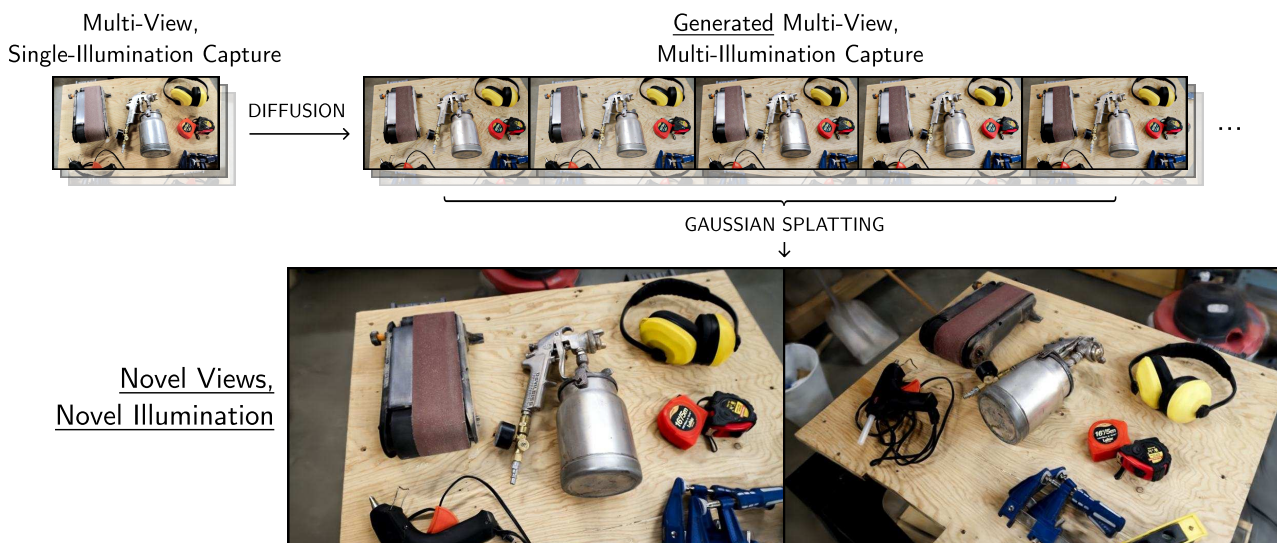 Multi-View,
Single-Illumination Capture
Generated Multi-View,
Multi-Illumination Capture
DIFFUSION
...
GAUSSIAN SPLATTING
Novel Views,
Novel Illumination